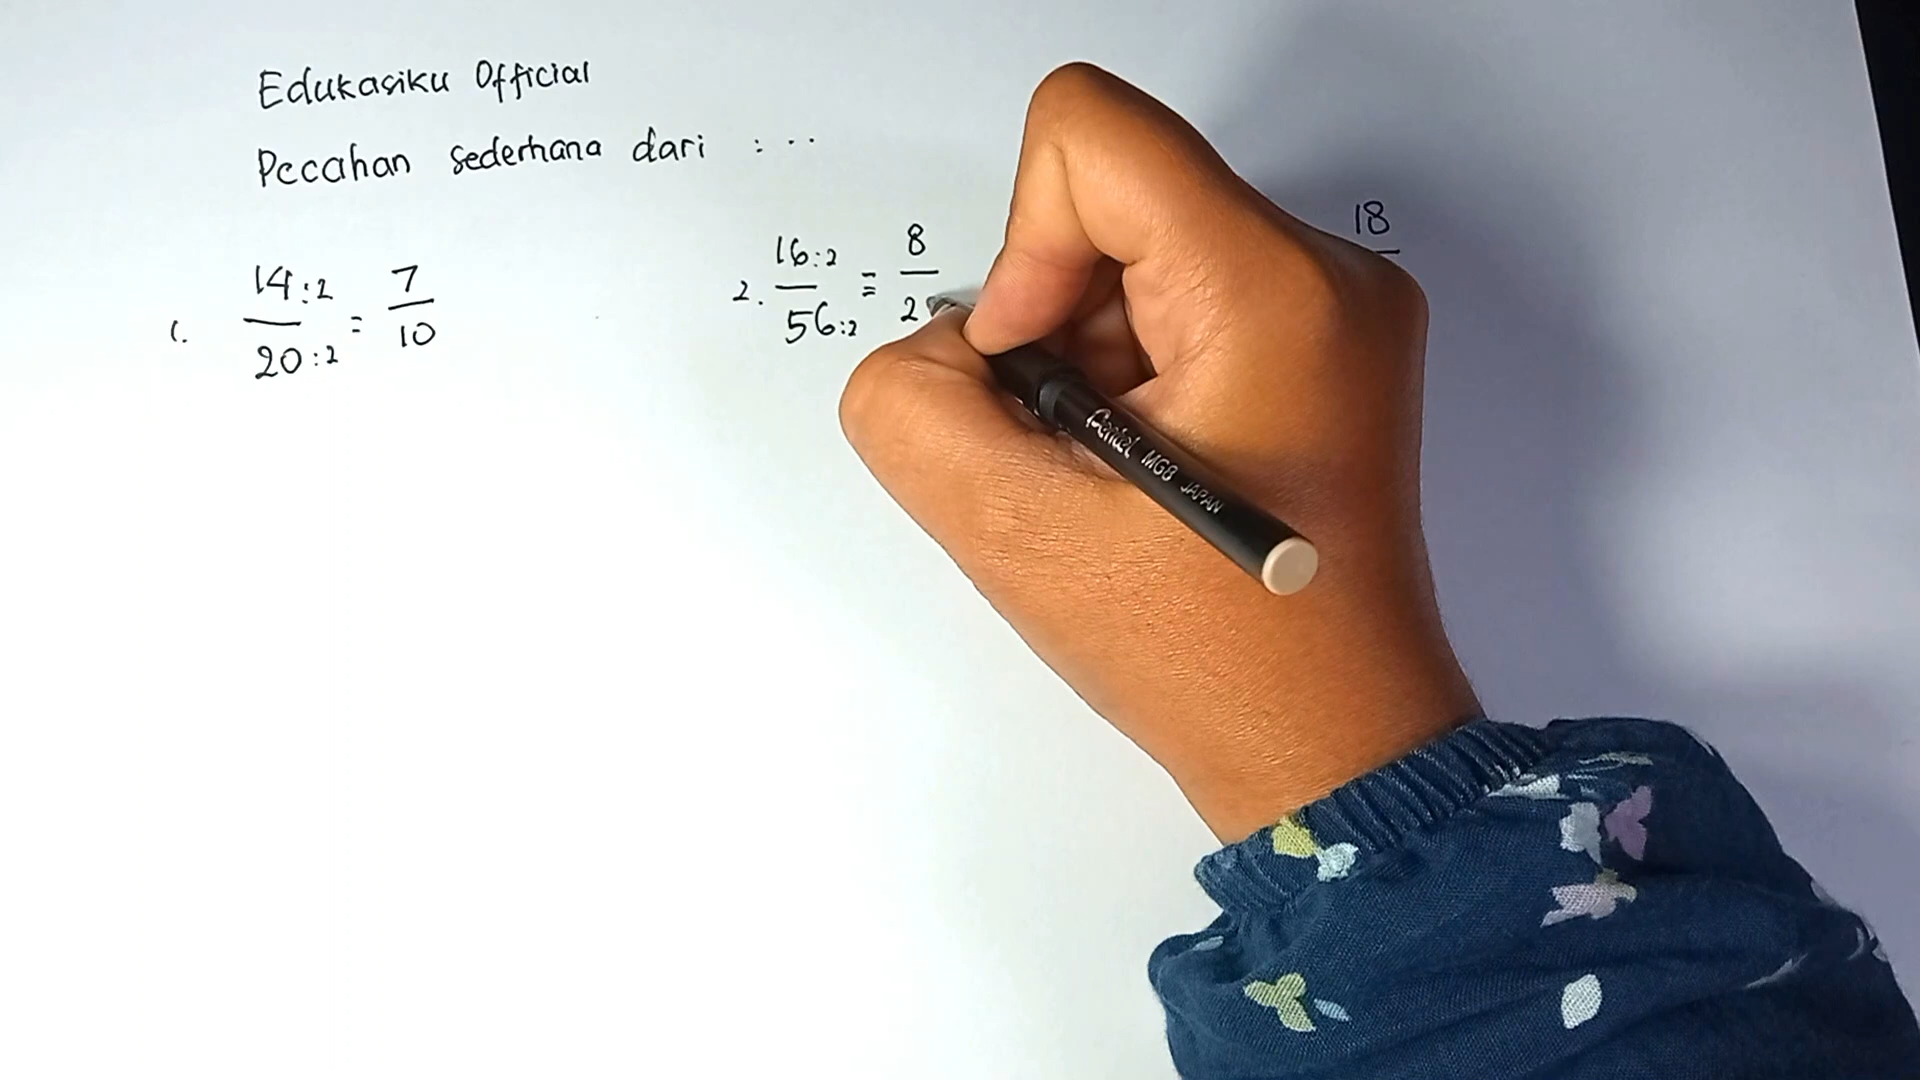 Edukasiku Official
Pecahan sederhana dari : ..
1. 14:2 / 20:2 = 7 / 10
2. 16:2 / 56:2 = 8 / 2
18
Pentel MG8 JAPAN